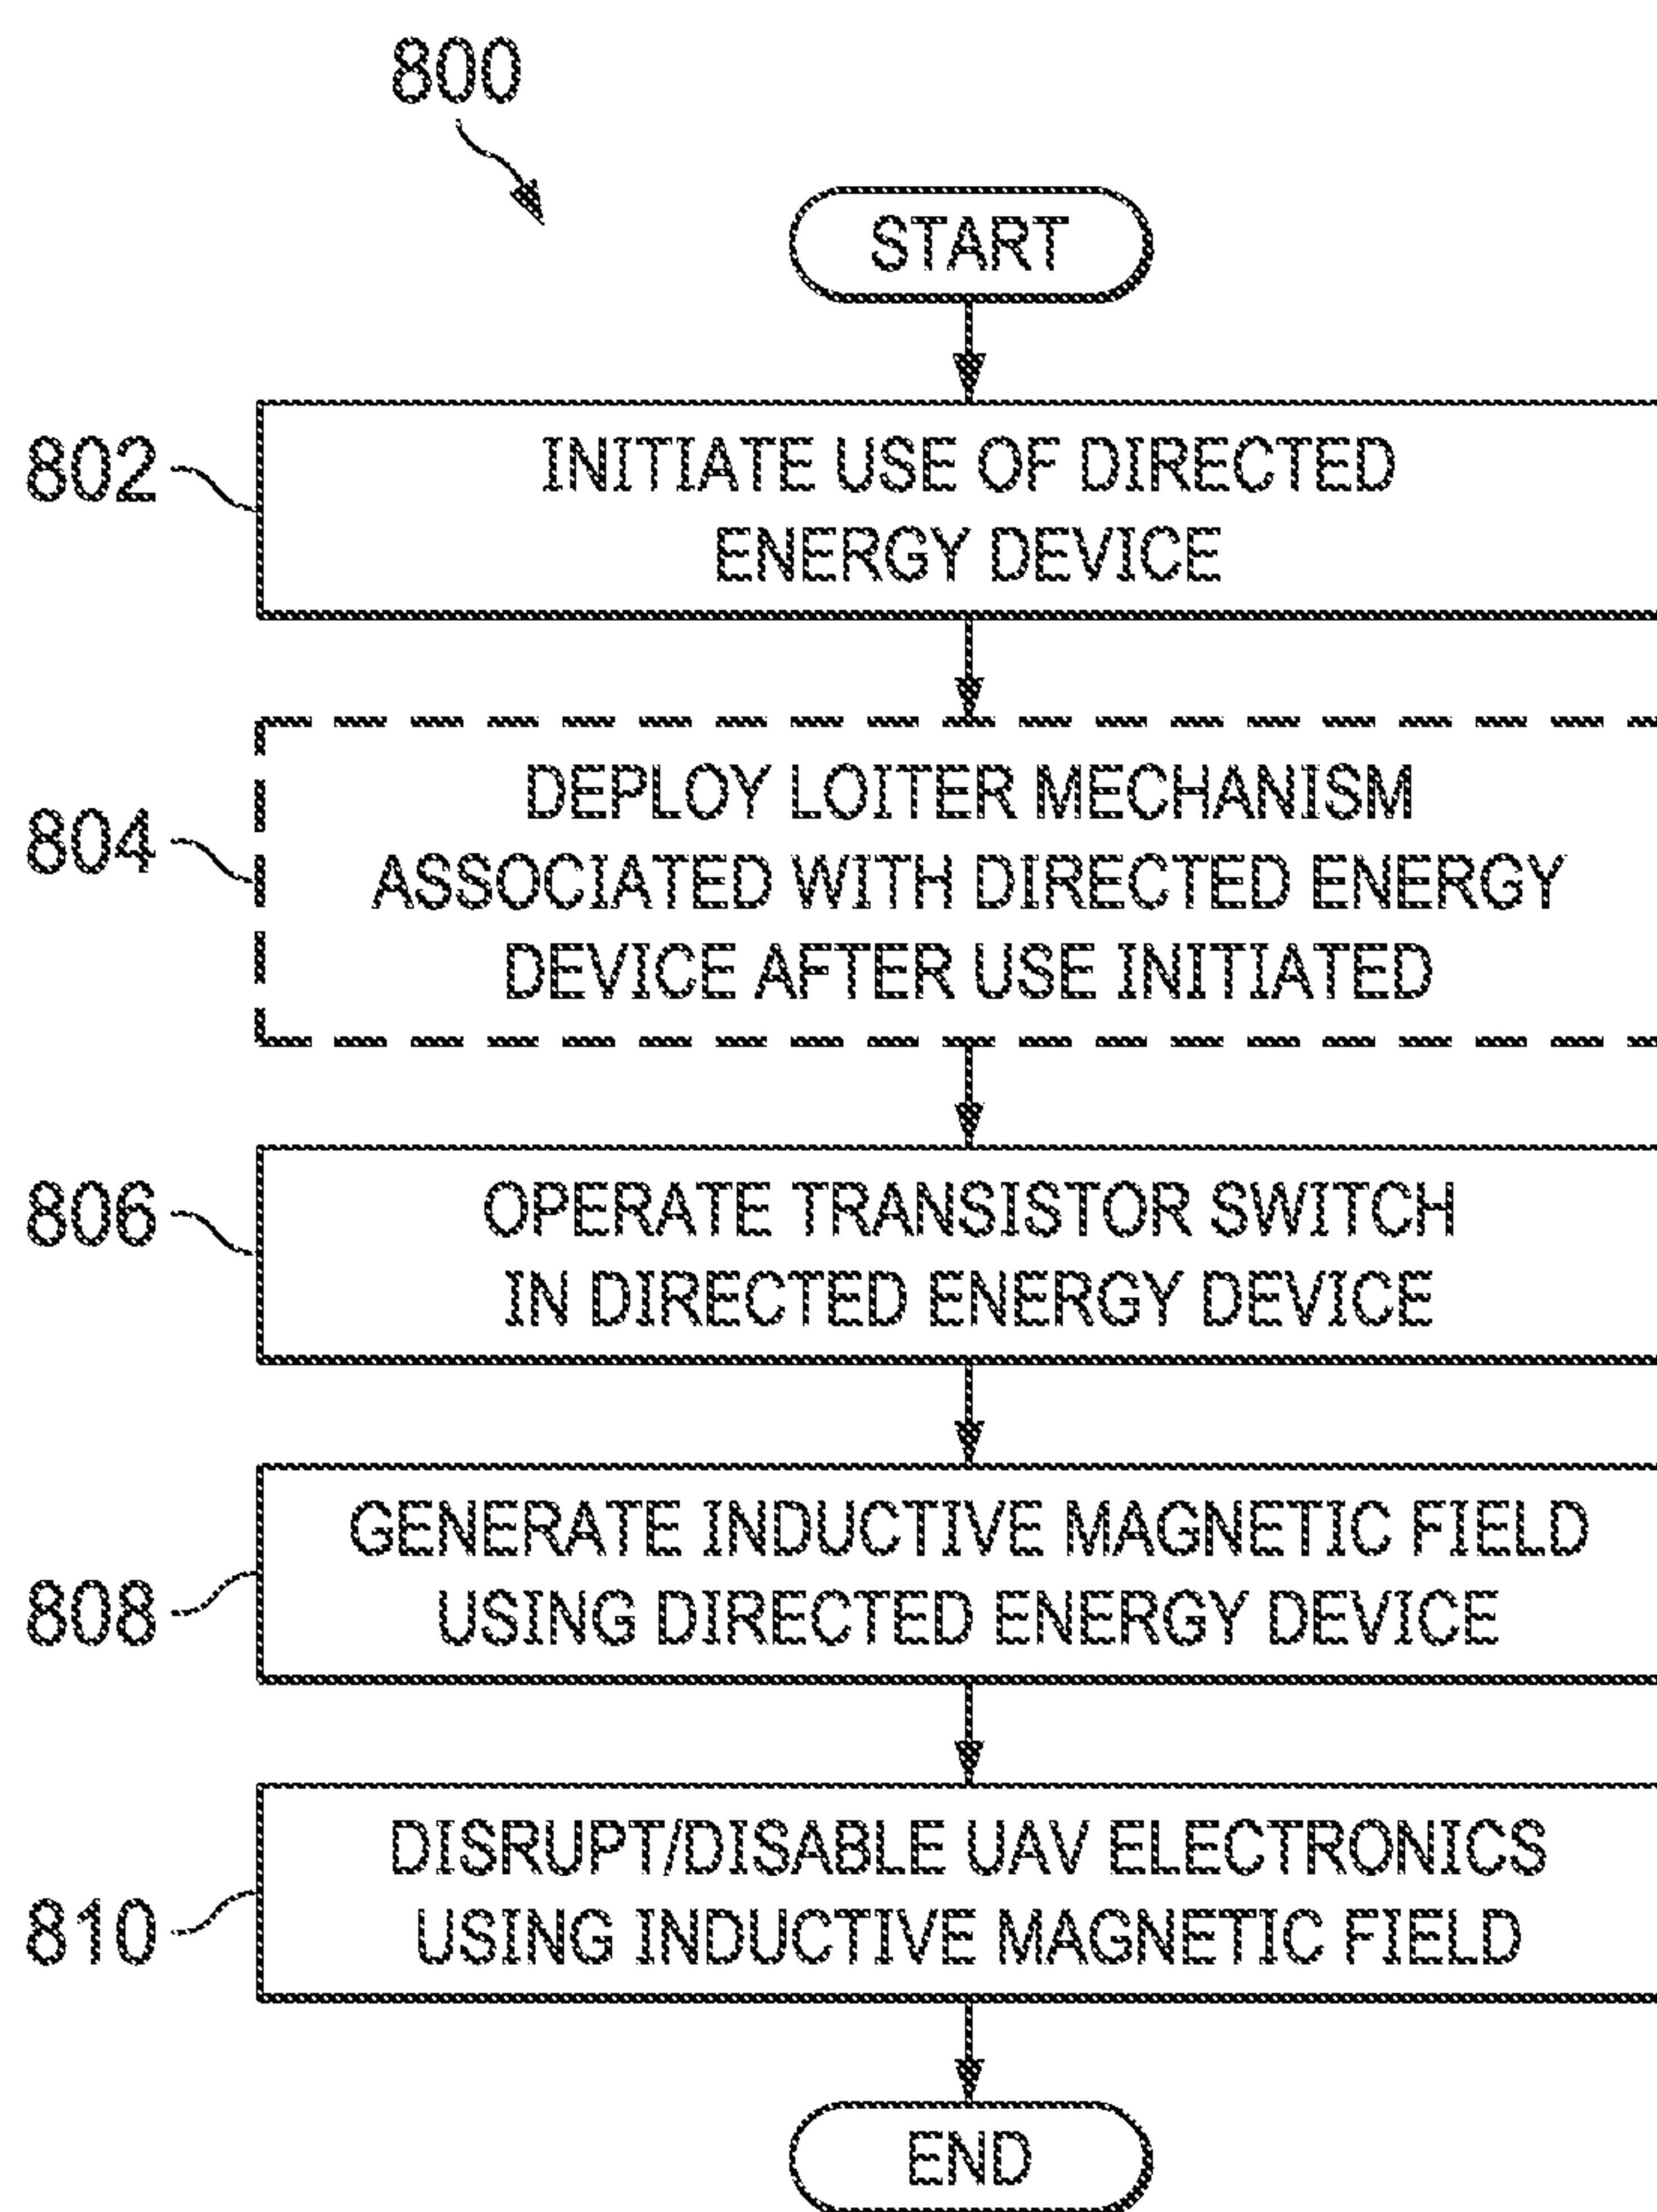 800
START
802
INITIATE USE OF DIRECTED
ENERGY DEVICE
804
DEPLOY LOITER MECHANISM
ASSOCIATED WITH DIRECTED ENERGY
DEVICE AFTER USE INITIATED
806
OPERATE TRANSISTOR SWITCH
IN DIRECTED ENERGY DEVICE
808
GENERATE INDUCTIVE MAGNETIC FIELD
USING DIRECTED ENERGY DEVICE
810
DISRUPT/DISABLE UAV ELECTRONICS
USING INDUCTIVE MAGNETIC FIELD
END